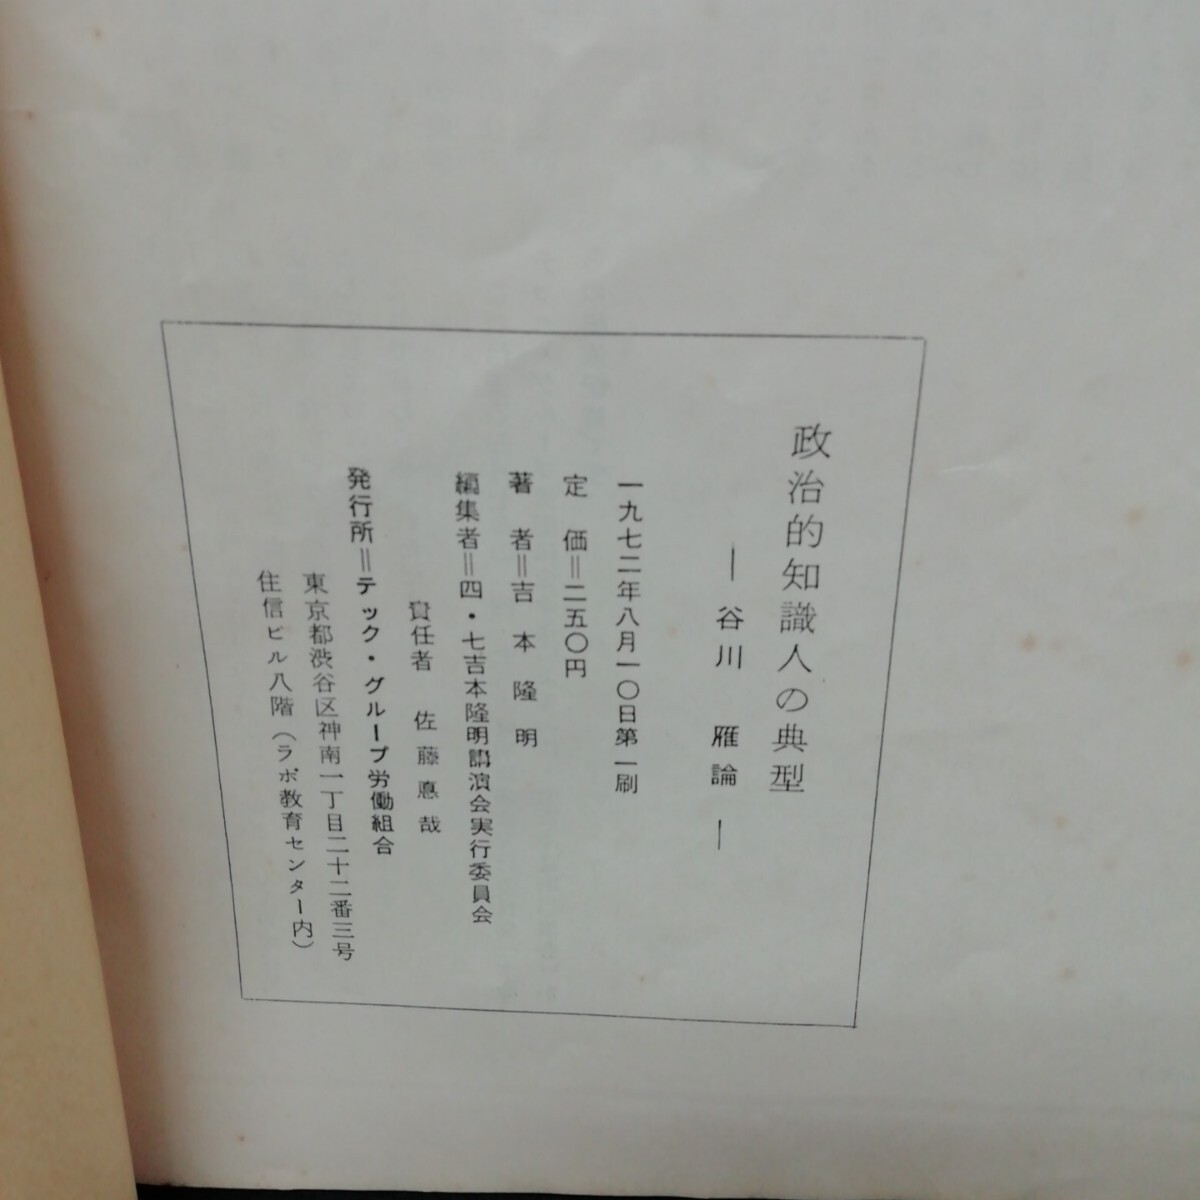 政治的知識人の典型
―谷川 雁論―
一九七二年八月一〇日第一刷
定 価＝二五〇円
著 者＝吉 本 隆 明
編集者＝四・七吉本隆明講演会実行委員会
責任者 佐 藤 悳 哉
発行所＝テック・グループ労働組合
東京都渋谷区神南一丁目二十二番三号
住信ビル八階（ラボ教育センター内）